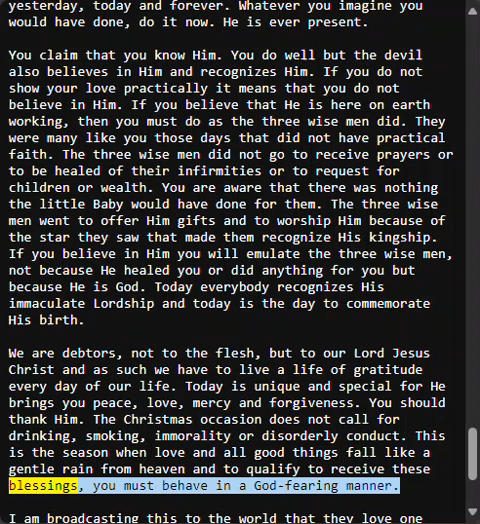 yesterday, today and forever. Whatever you imagine you
would have done, do it now. He is ever present.
You claim that you know Him. You do well but the devil
also believes in Him and recognizes Him. If you do not
show your love practically it means that you do not
believe in Him. If you believe that He is here on earth
working, then you must do as the three wise men did. They
were many like you those days that did not have practical
faith. The three wise men did not go to receive prayers or
to be healed of their infirmities or to request for
children or wealth. You are aware that there was nothing
the little Baby would have done for them. The three wise
men went to offer Him gifts and to worship Him because of
the star they saw that made them recognize His kingship.
If you believe in Him you will emulate the three wise men,
not because He healed you or did anything for you but
because He is God. Today everybody recognizes His
immaculate Lordship and today is the day to commemorate
His birth.
We are debtors, not to the flesh, but to our Lord Jesus
Christ and as such we have to live a life of gratitude
every day of our life. Today is unique and special for He
brings you peace, love, mercy and forgiveness. You should
thank Him. The Christmas occasion does not call for
drinking, smoking, immorality or disorderly conduct. This
is the season when love and all good things fall like a
gentle rain from heaven and to qualify to receive these
blessings, you must behave in a God-fearing manner.
I am broadcasting this to the world that they love one